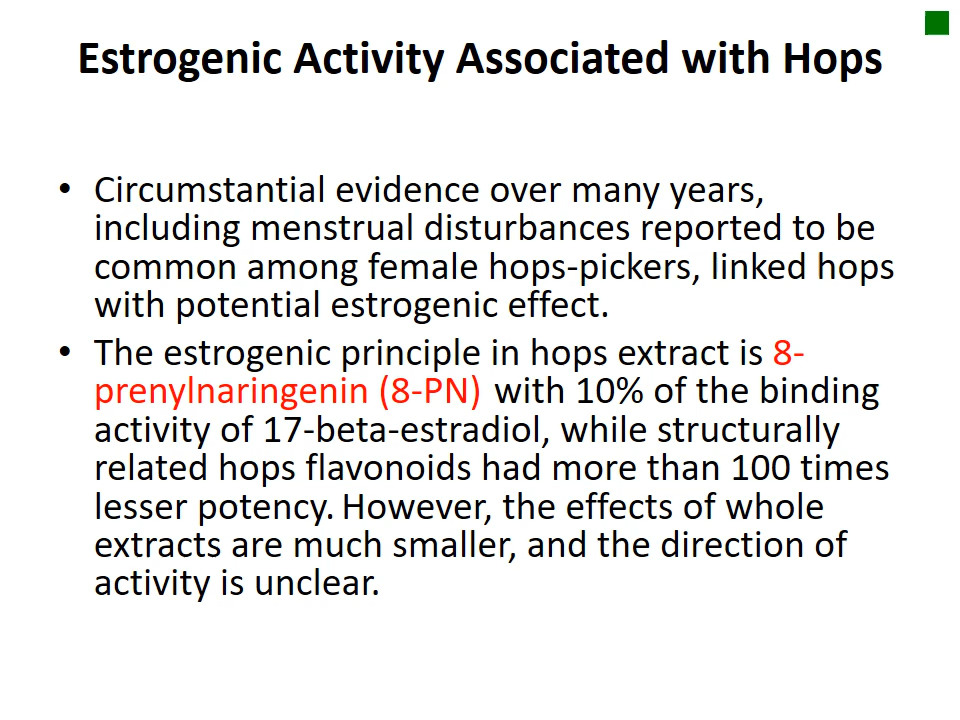 Estrogenic Activity Associated with Hops
• Circumstantial evidence over many years,
including menstrual disturbances reported to be
common among female hops-pickers, linked hops
with potential estrogenic effect.
• The estrogenic principle in hops extract is 8-
prenylnaringenin (8-PN) with 10% of the binding
activity of 17-beta-estradiol, while structurally
related hops flavonoids had more than 100 times
lesser potency. However, the effects of whole
extracts are much smaller, and the direction of
activity is unclear.